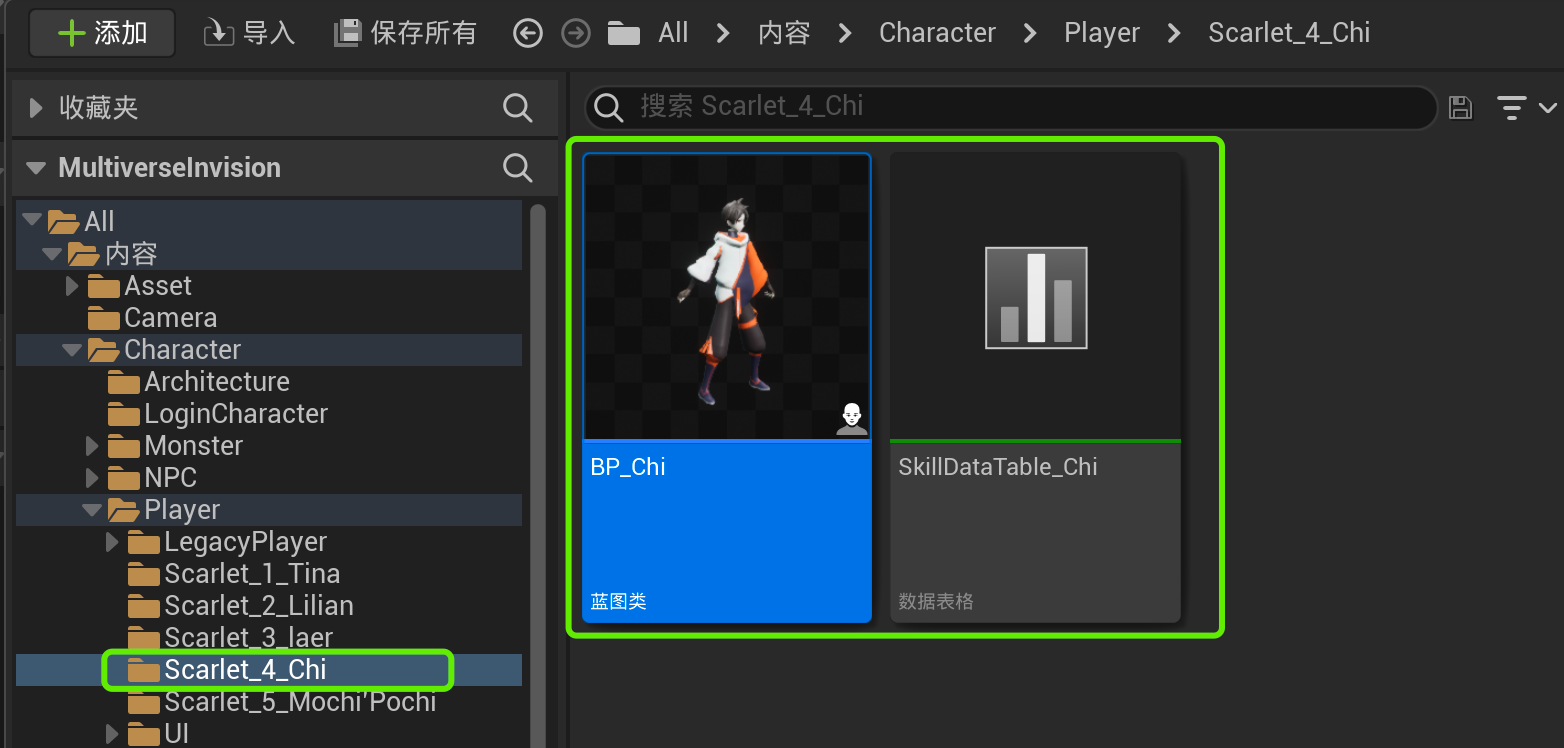 添加 导入 保存所有 All 内容 Character Player Scarlet_4_Chi
收藏夹
搜索 Scarlet_4_Chi
MultiverseInvision
All
内容
Asset
Camera
Character
Architecture
LoginCharacter
Monster
NPC
Player
LegacyPlayer
Scarlet_1_Tina
Scarlet_2_Lilian
Scarlet_3_Iaer
Scarlet_4_Chi
Scarlet_5_Mochi'Pochi
UI
BP_Chi
蓝图类
SkillDataTable_Chi
数据表格